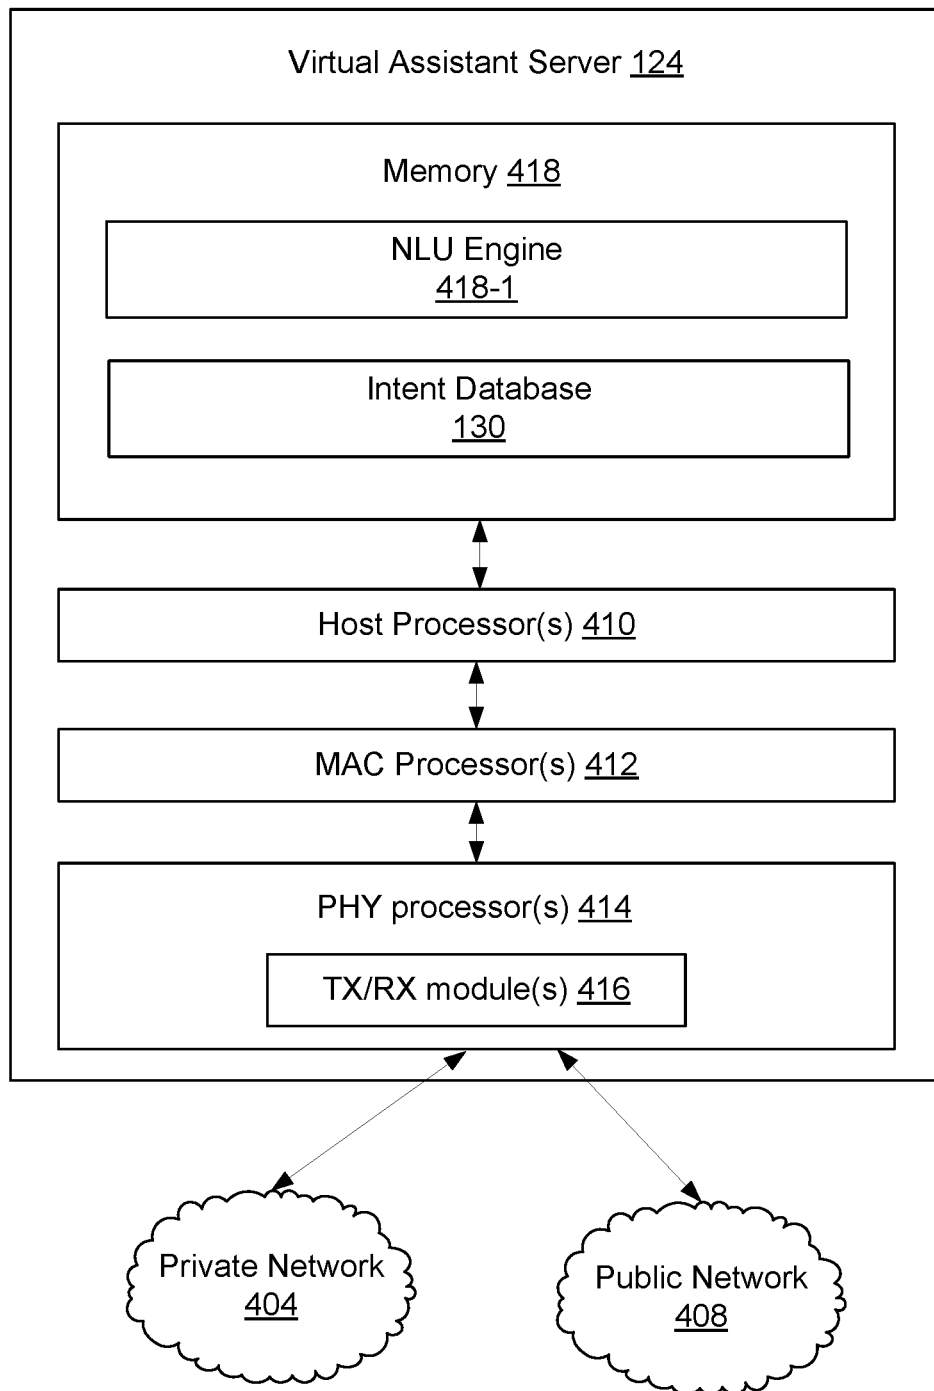 Virtual Assistant Server 124
Memory 418
NLU Engine
418-1
Intent Database
130
Host Processor(s) 410
MAC Processor(s) 412
PHY processor(s) 414
TX/RX module(s) 416
Private Network
404
Public Network
408